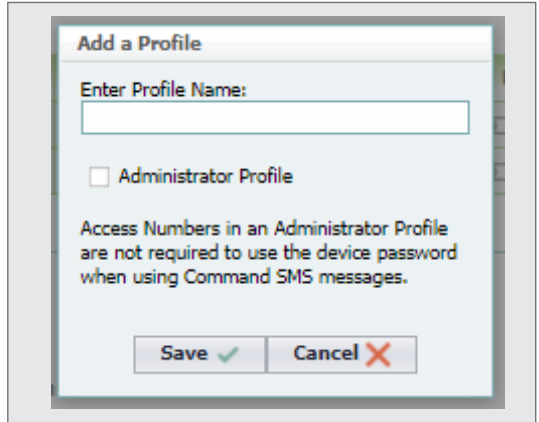 Add a Profile
Enter Profile Name:
Administrator Profile
Access Numbers in an Administrator Profile
are not required to use the device password
when using Command SMS messages.
Save
Cancel